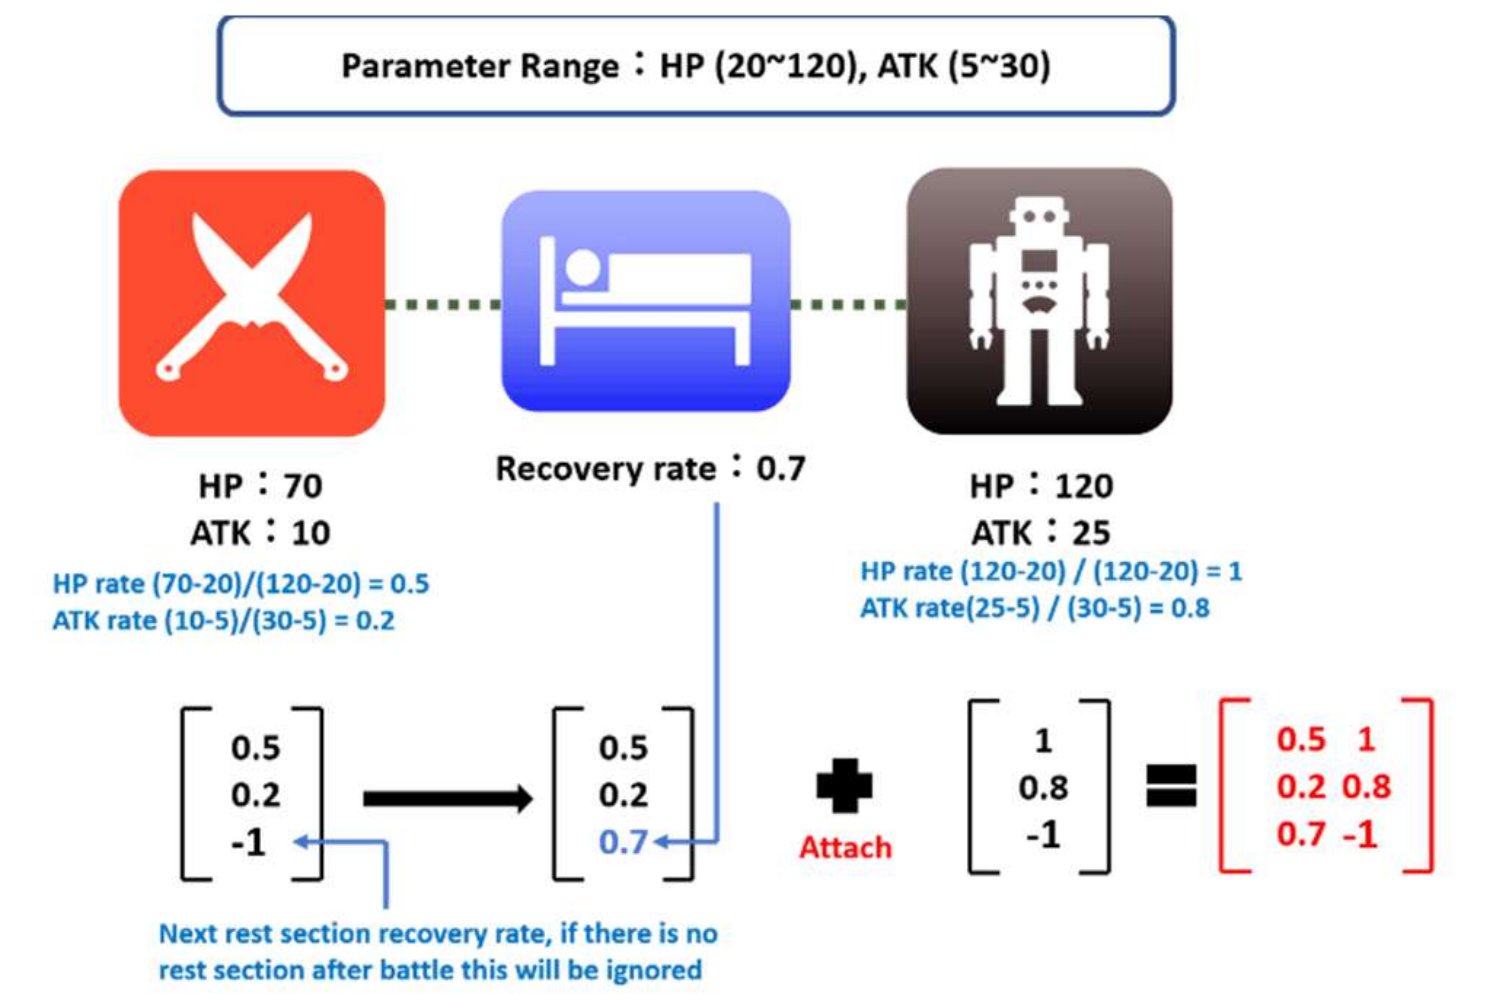 Parameter Range：HP (20~120), ATK (5~30)
HP：70
ATK：10
HP rate (70-20)/(120-20) = 0.5
ATK rate (10-5)/(30-5) = 0.2
Recovery rate：0.7
HP：120
ATK：25
HP rate (120-20) / (120-20) = 1
ATK rate(25-5) / (30-5) = 0.8
0.5
0.2
-1
0.5
0.2
0.7
Attach
1
0.8
-1
0.5 1
0.2 0.8
0.7 -1
Next rest section recovery rate, if there is no
rest section after battle this will be ignored